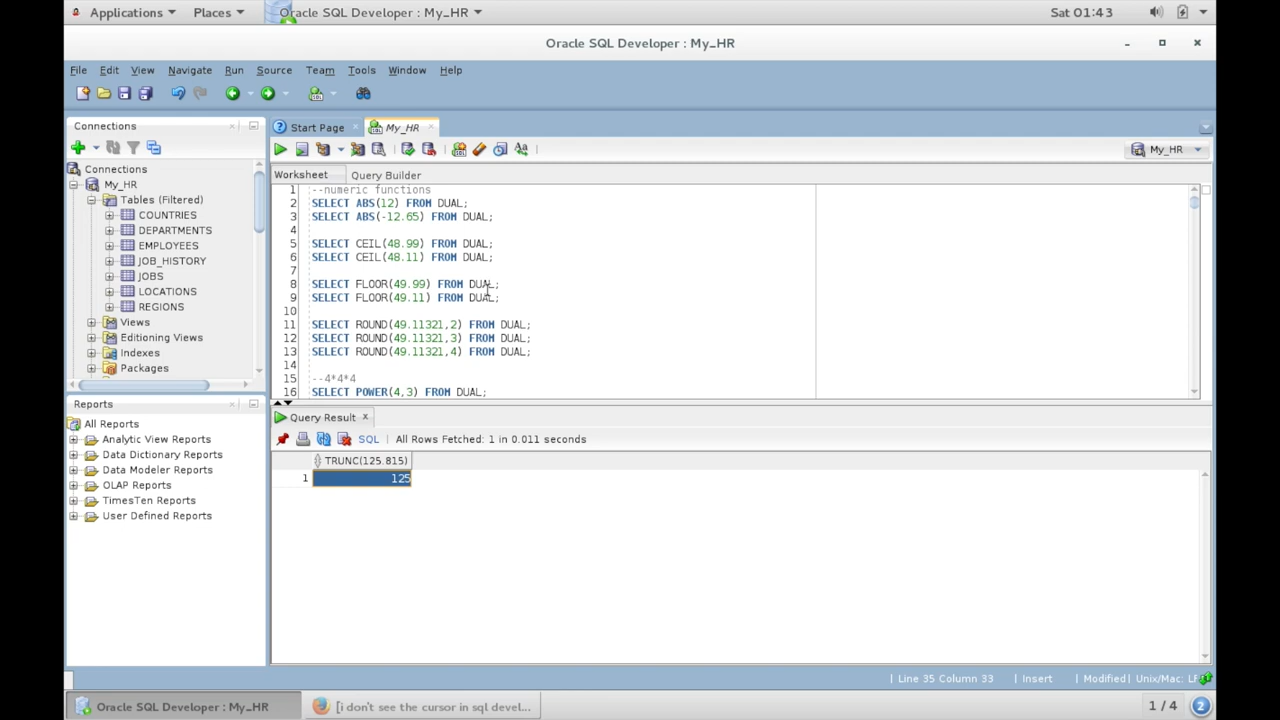 Applications Places Oracle SQL Developer : My_HR Sat 01:43
Oracle SQL Developer : My_HR
File Edit View Navigate Run Source Team Tools Window Help
Connections
Connections
My_HR
Tables (Filtered)
COUNTRIES
DEPARTMENTS
EMPLOYEES
JOB_HISTORY
JOBS
LOCATIONS
REGIONS
Views
Editioning Views
Indexes
Packages
Reports
All Reports
Analytic View Reports
Data Dictionary Reports
Data Modeler Reports
OLAP Reports
TimesTen Reports
User Defined Reports
Start Page My_HR
My_HR
Worksheet Query Builder
1 --numeric functions
2 SELECT ABS(12) FROM DUAL;
3 SELECT ABS(-12.65) FROM DUAL;
4
5 SELECT CEIL(48.99) FROM DUAL;
6 SELECT CEIL(48.11) FROM DUAL;
7
8 SELECT FLOOR(49.99) FROM DUAL;
9 SELECT FLOOR(49.11) FROM DUAL;
10
11 SELECT ROUND(49.11321,2) FROM DUAL;
12 SELECT ROUND(49.11321,3) FROM DUAL;
13 SELECT ROUND(49.11321,4) FROM DUAL;
14
15 --4*4*4
16 SELECT POWER(4,3) FROM DUAL;
Query Result
SQL All Rows Fetched: 1 in 0.011 seconds
TRUNC(125.815)
1 125
Line 35 Column 33 Insert Modified Unix/Mac: LF
Oracle SQL Developer : My_HR [i don't see the cursor in sql devel... 1 / 4 2